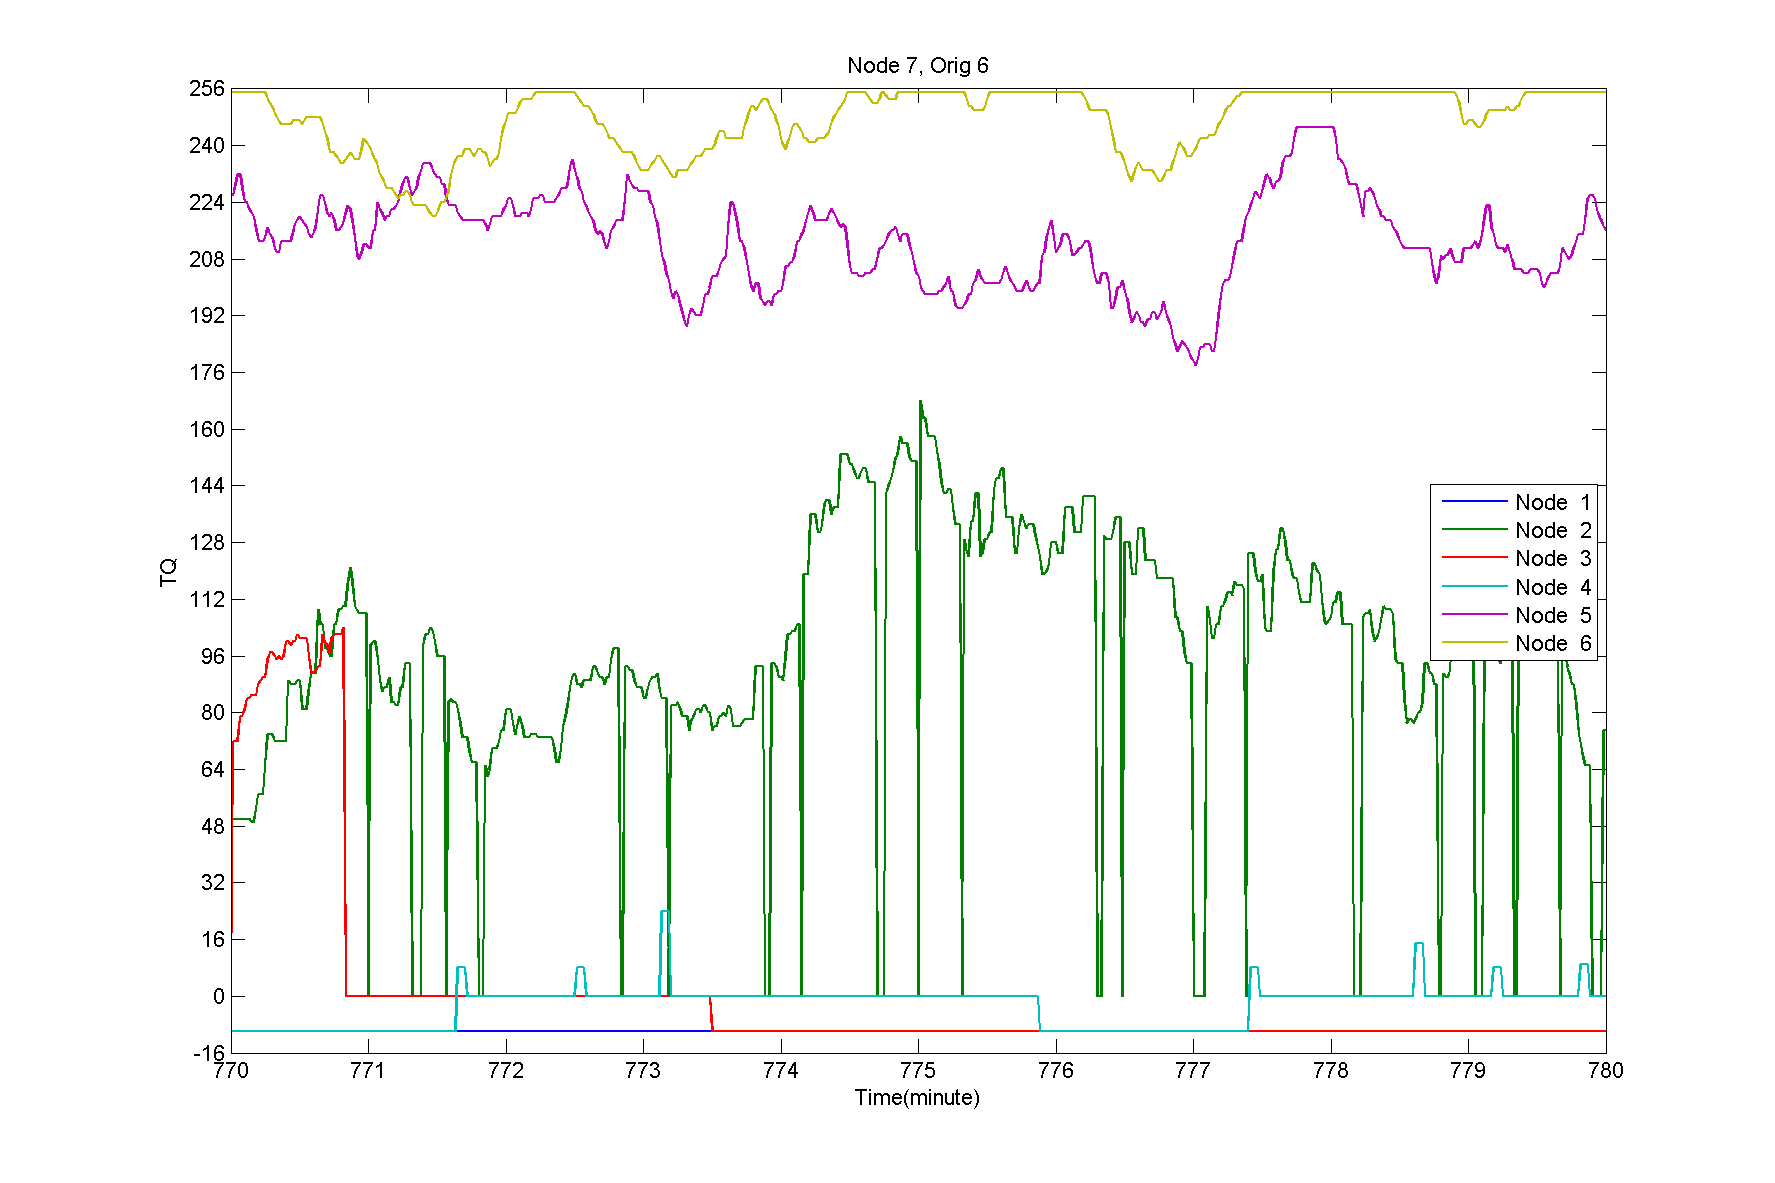 Node 7, Orig 6
256
240
224
208
192
176
160
144
128
112
96
80
64
48
32
16
0
-16
TQ
Node 1
Node 2
Node 3
Node 4
Node 5
Node 6
770 771 772 773 774 775 776 777 778 779 780
Time(minute)